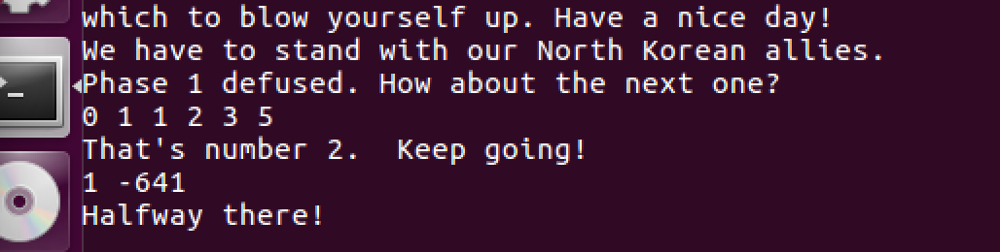 which to blow yourself up. Have a nice day!
We have to stand with our North Korean allies.
Phase 1 defused. How about the next one?
0 1 1 2 3 5
That's number 2.  Keep going!
1 -641
Halfway there!